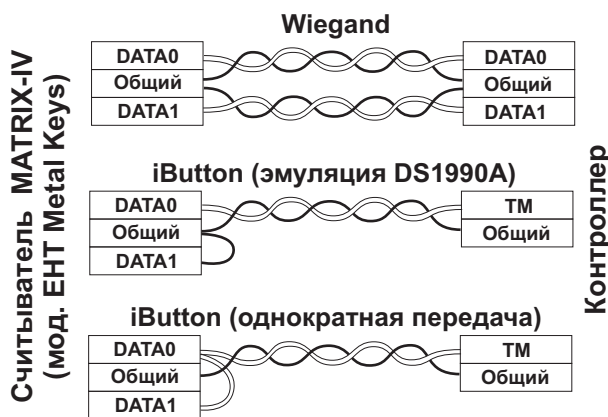 Wiegand
DATA0
Общий
DATA1
DATA0
Общий
DATA1
iButton (эмуляция DS1990A)
DATA0
Общий
DATA1
TM
Общий
iButton (однократная передача)
DATA0
Общий
DATA1
TM
Общий
Считыватель MATRIX-IV
(мод. EHT Metal Keys)
Контроллер